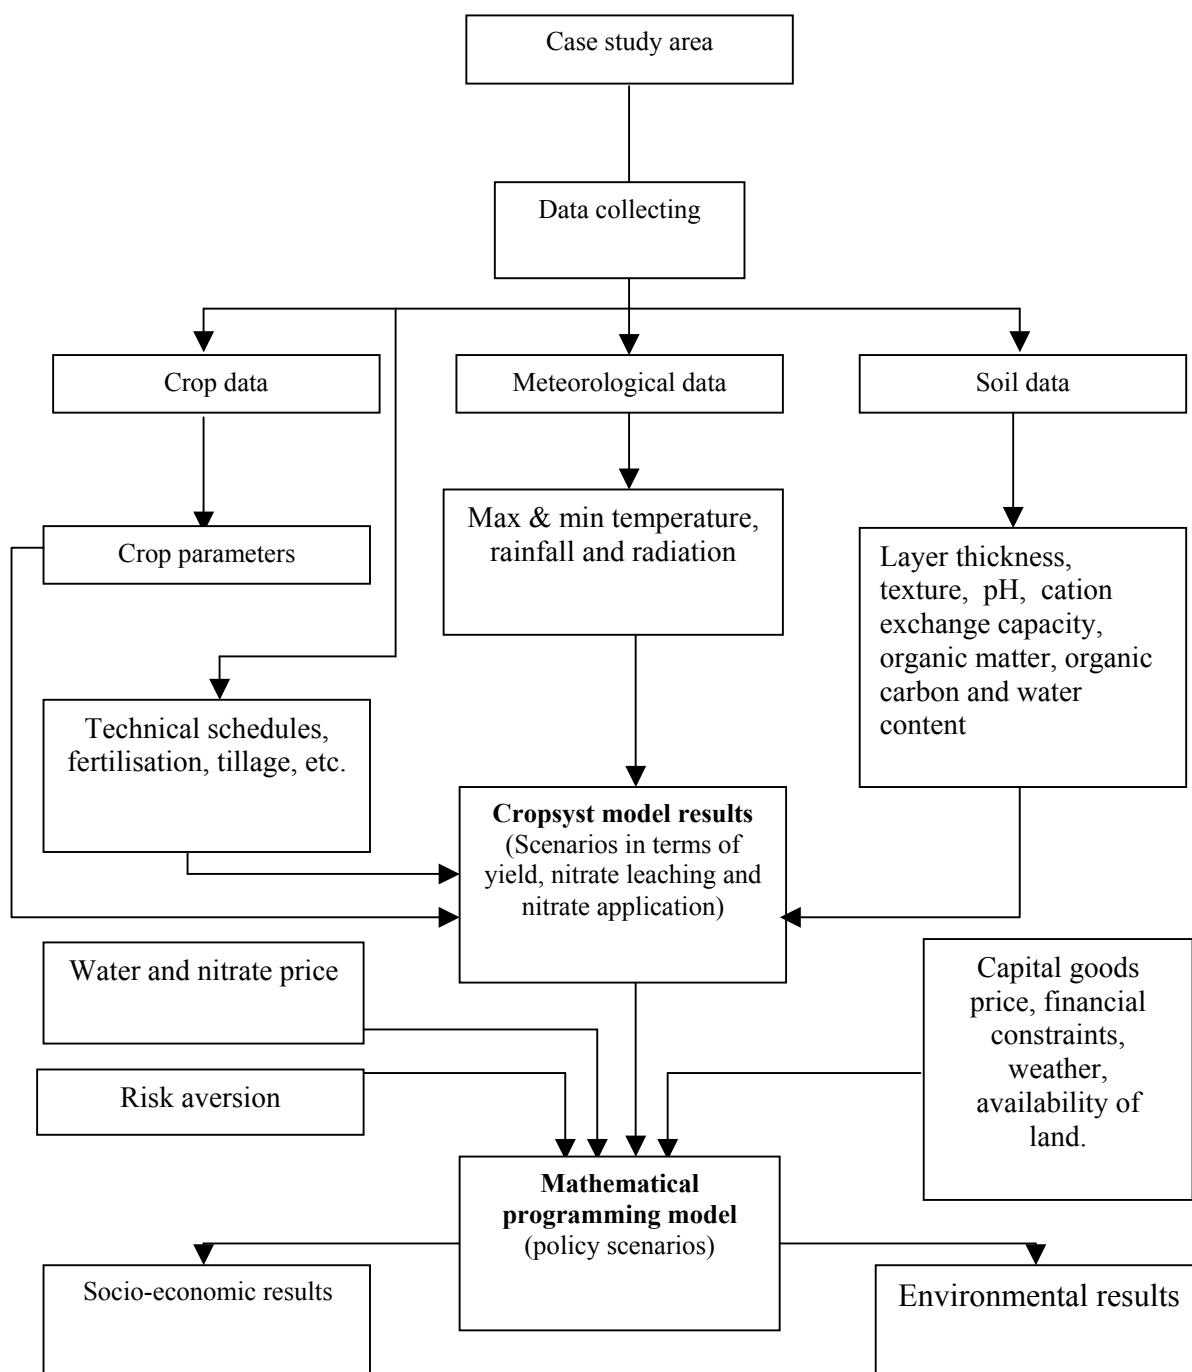 Case study area
Data collecting
Crop data
Meteorological data
Soil data
Crop parameters
Max & min temperature,
rainfall and radiation
Layer thickness,
texture, pH, cation
exchange capacity,
organic matter, organic
carbon and water
content
Technical schedules,
fertilisation, tillage, etc.
Cropsyst model results
(Scenarios in terms of
yield, nitrate leaching and
nitrate application)
Water and nitrate price
Capital goods
price, financial
constraints,
weather,
availability of
land.
Risk aversion
Mathematical
programming model
(policy scenarios)
Socio-economic results
Environmental results